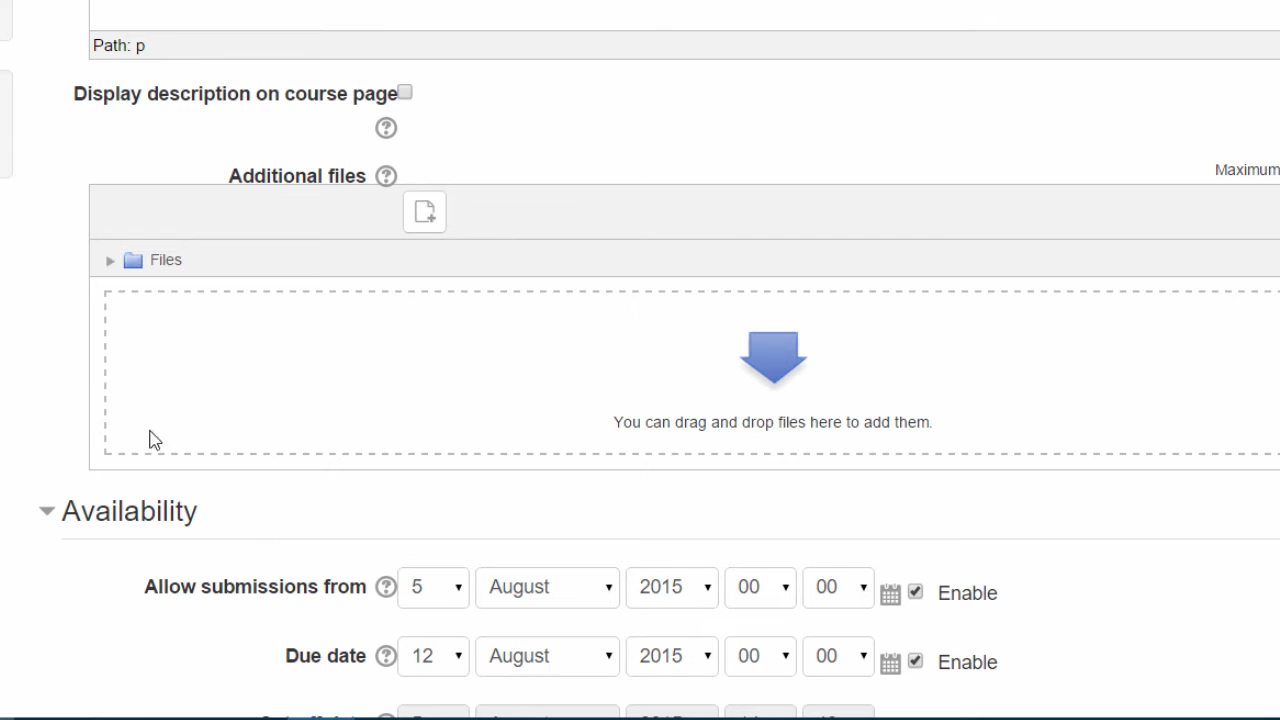 Path: p
Display description on course page
Additional files
Maximum
Files
You can drag and drop files here to add them.
Availability
Allow submissions from 5 August 2015 00 00 Enable
Due date 12 August 2015 00 00 Enable